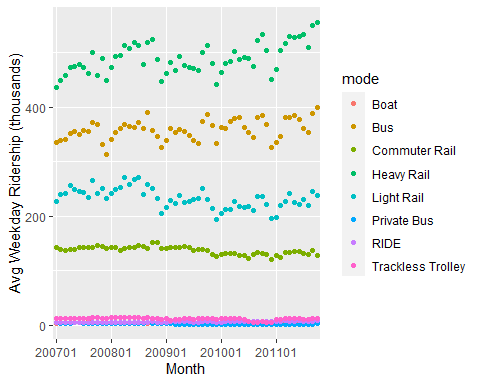 Avg Weekday Ridership (thousands)
400
200
0
200701
200801
200901
201001
201101
Month
mode
Boat
Bus
Commuter Rail
Heavy Rail
Light Rail
Private Bus
RIDE
Trackless Trolley